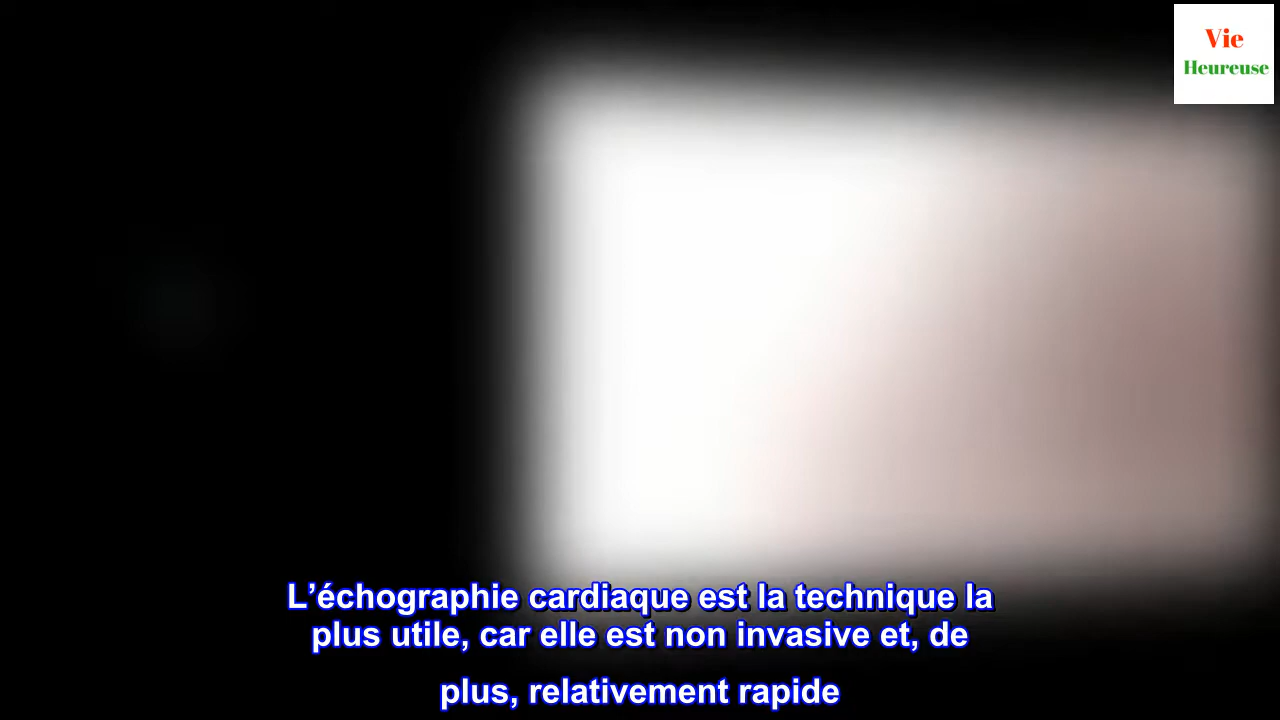 Vie
Heureuse
L’échographie cardiaque est la technique la
plus utile, car elle est non invasive et, de
plus, relativement rapide